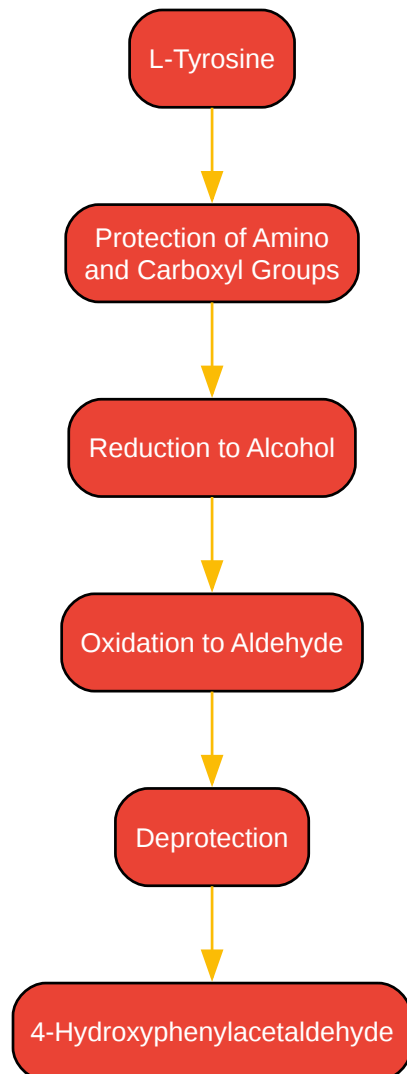 L-Tyrosine
Protection of Amino
and Carboxyl Groups
Reduction to Alcohol
Oxidation to Aldehyde
Deprotection
4-Hydroxyphenylacetaldehyde